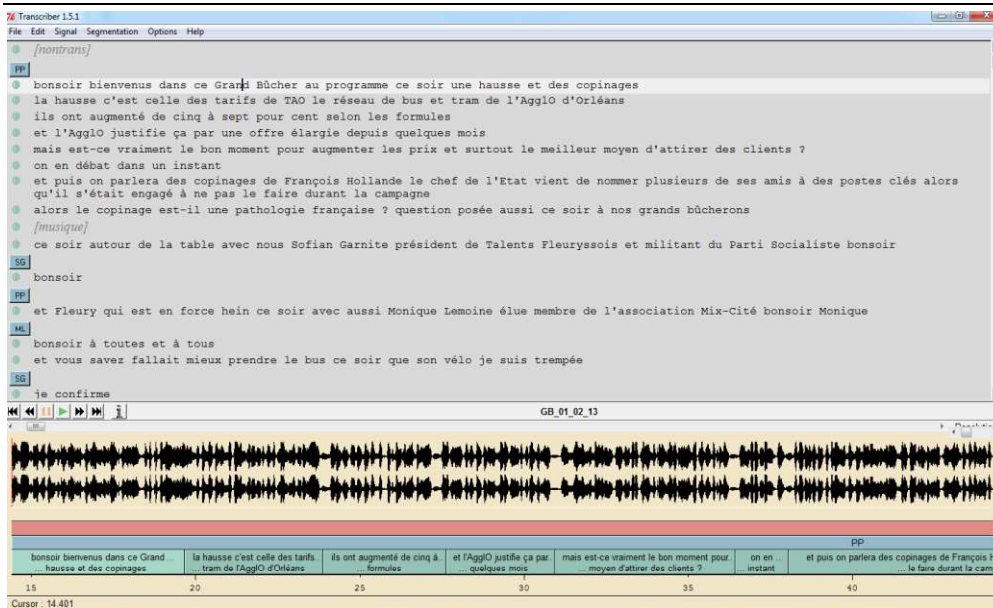 Transcriber 1.5.1
File Edit Signal Segmentation Options Help
[nontrans]
PP
bonsoir bienvenus dans ce Grand Bûcher au programme ce soir une hausse et des copinages
la hausse c'est celle des tarifs de TAO le réseau de bus et tram de l'AgglO d'Orléans
ils ont augmenté de cinq à sept pour cent selon les formules
et l'AgglO justifie ça par une offre élargie depuis quelques mois
mais est-ce vraiment le bon moment pour augmenter les prix et surtout le meilleur moyen d'attirer des clients ?
on en débat dans un instant
et puis on parlera des copinages de François Hollande le chef de l'Etat vient de nommer plusieurs de ses amis à des postes clés alors
qu'il s'était engagé à ne pas le faire durant la campagne
alors le copinage est-il une pathologie française ? question posée aussi ce soir à nos grands bûcherons
[musique]
ce soir autour de la table avec nous Sofian Garnite président de Talents Fleuryssois et militant du Parti Socialiste bonsoir
SG
bonsoir
PP
et Fleury qui est en force hein ce soir avec aussi Monique Lemoine élue membre de l'association Mix-Cité bonsoir Monique
ML
bonsoir à toutes et à tous
et vous savez fallait mieux prendre le bus ce soir que son vélo je suis trempée
SG
je confirme
GB_01_02_13
PP
bonsoir bienvenus dans ce Grand... la hausse c'est celle des tarifs... ils ont augmenté de cinq à... et l'AgglO justifie ça par... mais est-ce vraiment le bon moment pour... on en ... et puis on parlera des copinages de François
... hausse et des copinages ... tram de l'AgglO d'Orléans ... formules ... quelques mois ... moyen d'attirer des clients ? ... instant ... le faire durant la cam
15 20 25 30 35 40
Cursor : 14.401